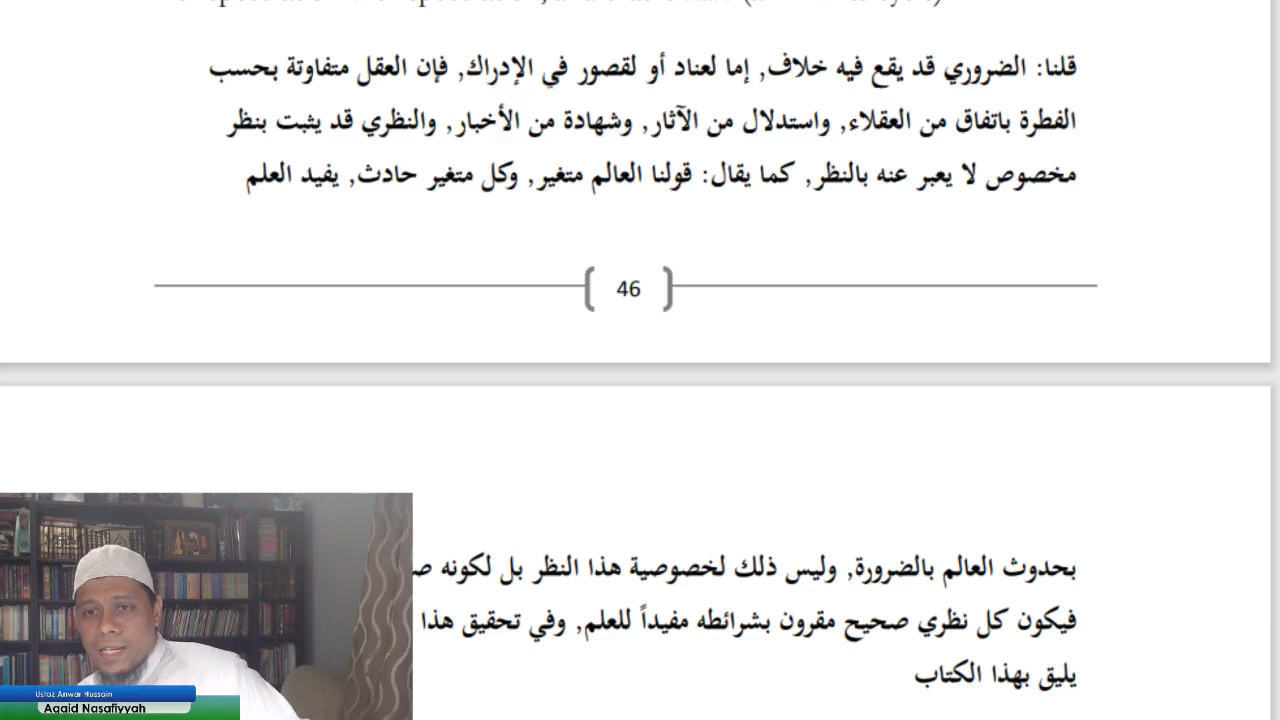 قلنا: الضروري قد يقع فيه خلاف, إما لعناد أو لقصور في الإدراك, فإن العقل متفاوتة بحسب
الفطرة باتفاق من العقلاء, واستدلال من الآثار, وشهادة من الأخبار, والنظري قد يثبت بنظر
مخصوص لا يعبر عنه بالنظر, كما يقال: قولنا العالم متغير, وكل متغير حادث, يفيد العلم
46
بحدوث العالم بالضرورة, وليس ذلك لخصوصية هذا النظر بل لكونه
فيكون كل نظري صحيح مقرون بشرائطه مفيداً للعلم, وفي تحقيق هذا
يليق بهذا الكتاب
Ustaz Anwar Hussain
Aqaid Nasafiyyah